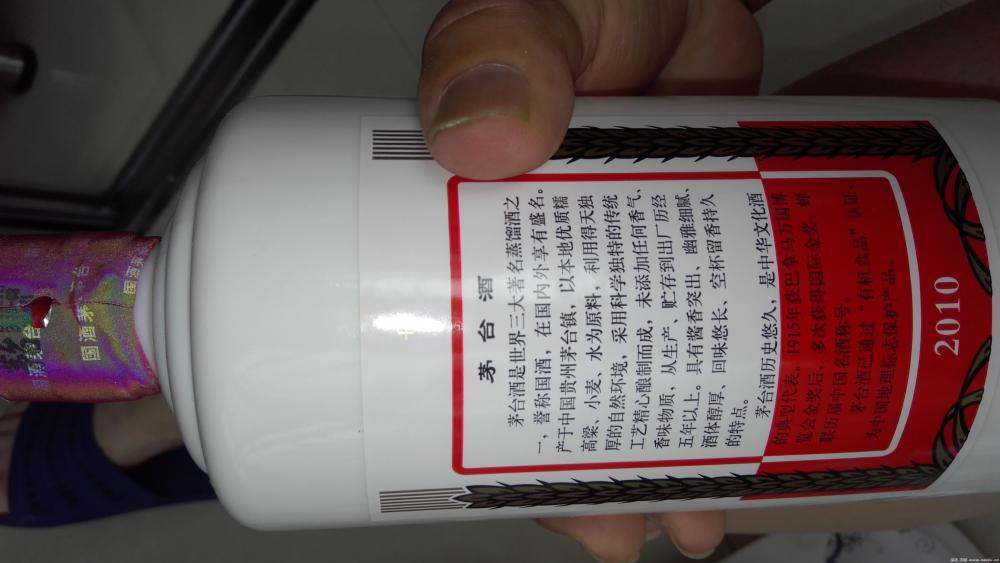 茅台酒
茅台酒是世界三大著名蒸馏酒之
一，誉称国酒，在国内外享有盛名。
产于中国贵州茅台镇，以本地优质糯
高粱、小麦、水为原料，利用得天独
厚的自然环境，采用科学独特的传统
工艺精心酿制而成，未添加任何香气、
香味物质，从生产、贮存到出厂历经
五年以上。具有酱香突出、幽雅细腻、
酒体醇厚、回味悠长、空杯留香持久
的特点。
茅台酒历史悠久，是中华文化酒
的典型代表。1915年获巴拿马万国博
览会金奖后，多次获得国际金奖，蝉
联历届中国名酒称号。
茅台酒已通过“有机食品”认证，
为中国地理标志保护产品。
2010
国酒茅台
国酒